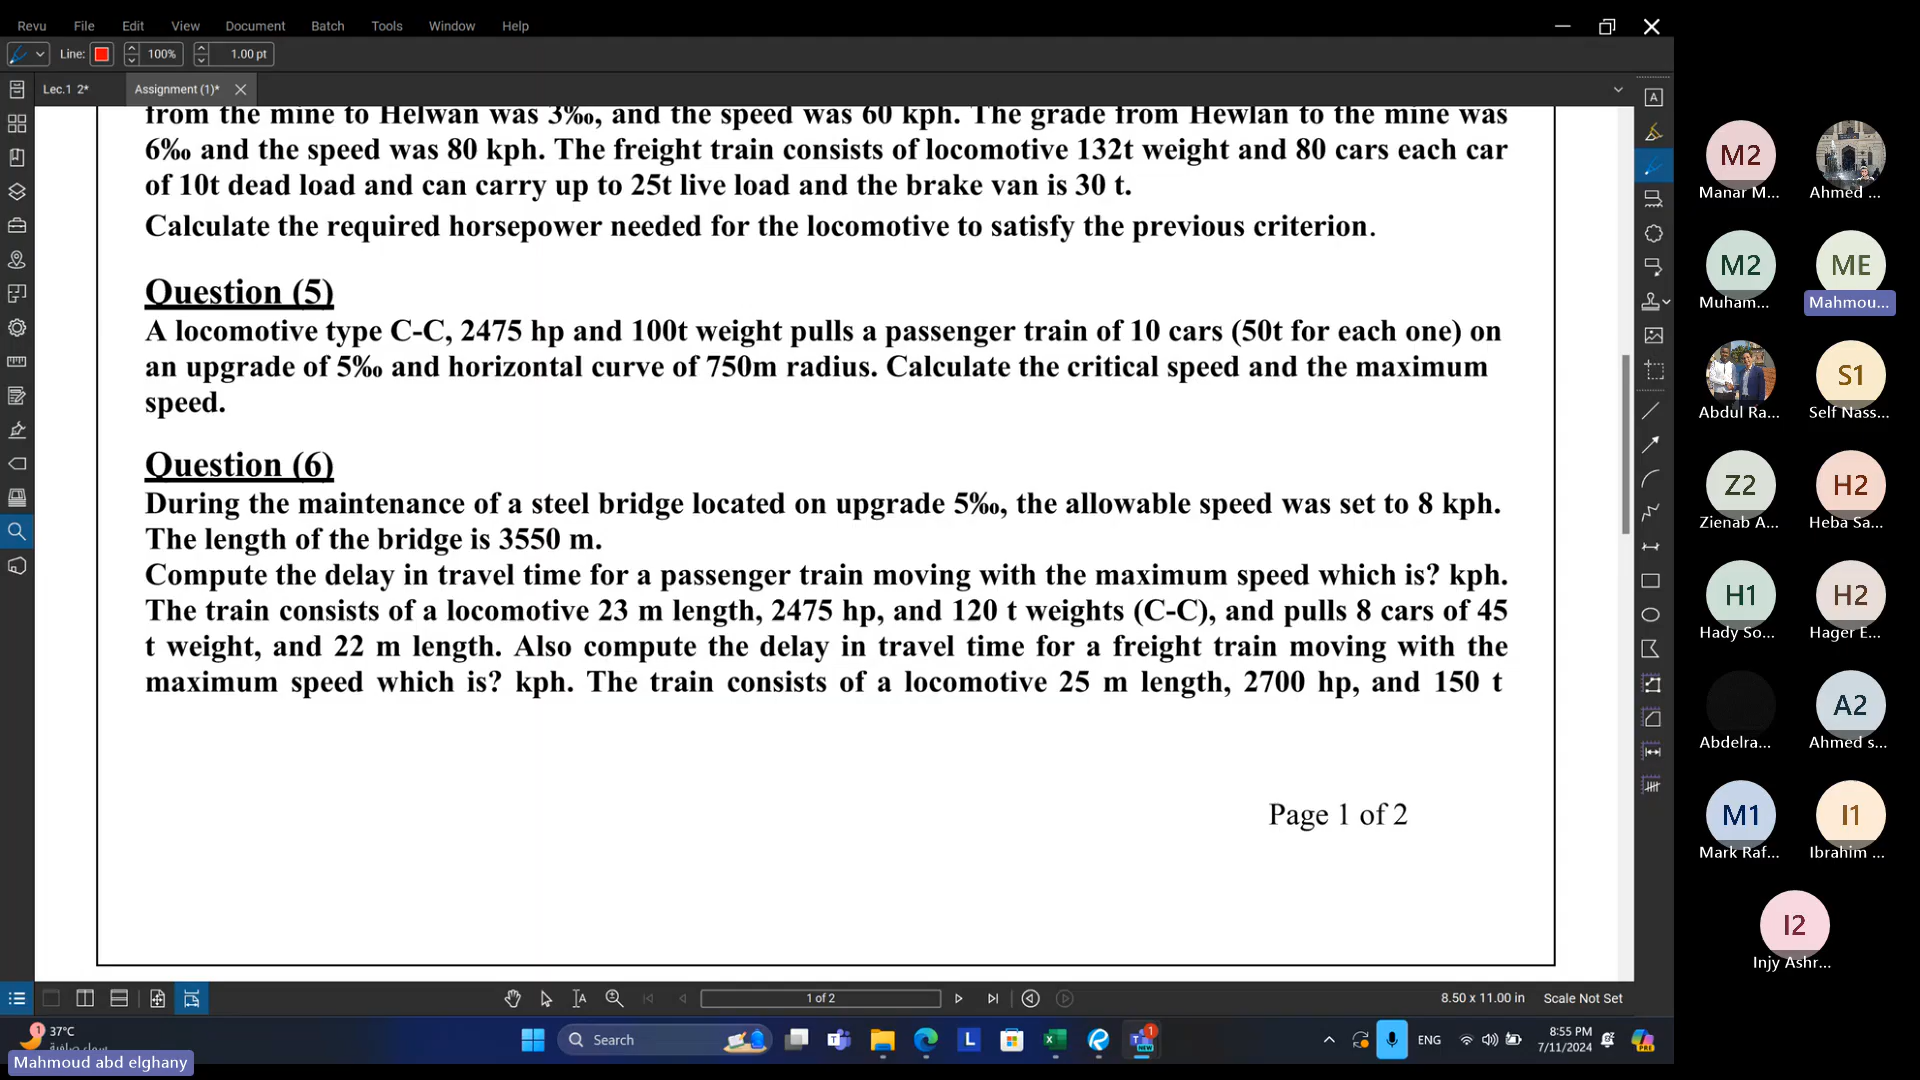 Revu File Edit View Document Batch Tools Window Help
Line: 100% 1.00 pt
Lec.1 2* Assignment (1)*
from the mine to Helwan was 3‰, and the speed was 60 kph. The grade from Hewlan to the mine was
6‰ and the speed was 80 kph. The freight train consists of locomotive 132t weight and 80 cars each car
of 10t dead load and can carry up to 25t live load and the brake van is 30 t.
Calculate the required horsepower needed for the locomotive to satisfy the previous criterion.
Question (5)
A locomotive type C-C, 2475 hp and 100t weight pulls a passenger train of 10 cars (50t for each one) on
an upgrade of 5‰ and horizontal curve of 750m radius. Calculate the critical speed and the maximum
speed.
Question (6)
During the maintenance of a steel bridge located on upgrade 5‰, the allowable speed was set to 8 kph.
The length of the bridge is 3550 m.
Compute the delay in travel time for a passenger train moving with the maximum speed which is? kph.
The train consists of a locomotive 23 m length, 2475 hp, and 120 t weights (C-C), and pulls 8 cars of 45
t weight, and 22 m length. Also compute the delay in travel time for a freight train moving with the
maximum speed which is? kph. The train consists of a locomotive 25 m length, 2700 hp, and 150 t
Page 1 of 2
1 of 2
8.50 x 11.00 in Scale Not Set
M2
Manar M... Ahmed ...
M2 ME
Muham... Mahmou...
S1
Abdul Ra... Self Nass...
Z2 H2
Zienab A... Heba Sa...
H1 H2
Hady So... Hager E...
A2
Abdelra... Ahmed s...
M1 I1
Mark Raf... Ibrahim ...
I2
Injy Ashr...
1 37°C
Search
ENG
8:55 PM
7/11/2024
Mahmoud abd elghany